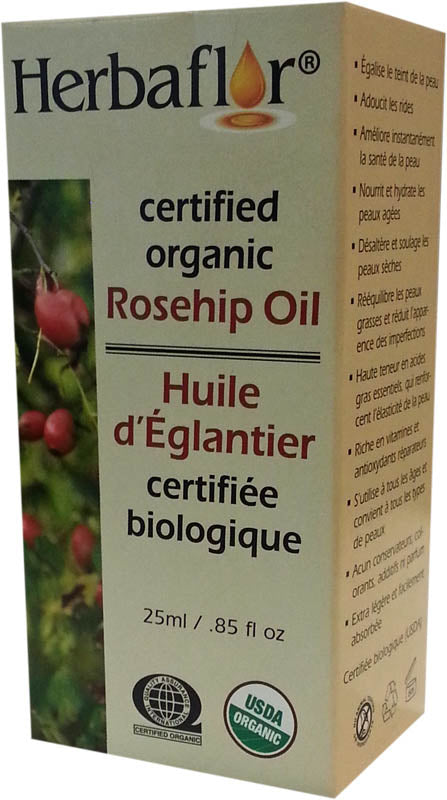 Herbaflor®
certified
organic
Rosehip Oil
Huile
d'Églantier
certifiée
biologique
25ml / .85 fl oz
QUALITY ASSURANCE
INTERNATIONAL
CERTIFIED ORGANIC
USDA
ORGANIC
▪ Égalise le teint de la peau
▪ Adoucit les rides
▪ Améliore instantanément
la santé de la peau
▪ Nourrit et hydrate les
peaux agées
▪ Désaltère et soulage les
peaux sèches
▪ Rééquilibre les peaux
grasses et réduit l'appar-
ence des imperfections
▪ Haute teneur en acides
gras essentiels, qui renfor-
cent l'élasticité de la peau
▪ Riche en vitamines et
antioxydants réparateurs
▪ S'utilise à tous les âges et
convient à tous les types
de peaux
▪ Acun conservateurs, col-
orants, additifs ni parfum
▪ Extra légère et facilement
absorbée
Certifiée biologique (USDA)